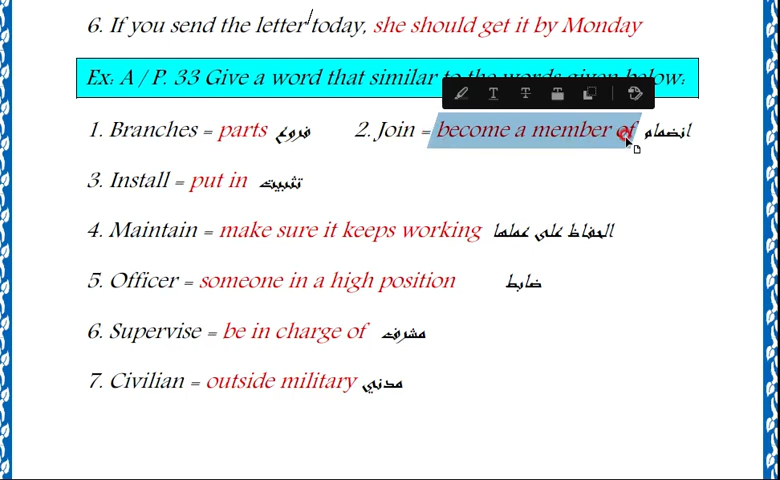 6. If you send the letter today, she should get it by Monday
Ex: A / P. 33 Give a word that similar to the words given below:
1. Branches = parts فروع 2. Join = become a member of انضمام
3. Install = put in تثبيت
4. Maintain = make sure it keeps working الحفاظ على عملها
5. Officer = someone in a high position ضابط
6. Supervise = be in charge of مشرف
7. Civilian = outside military مدني